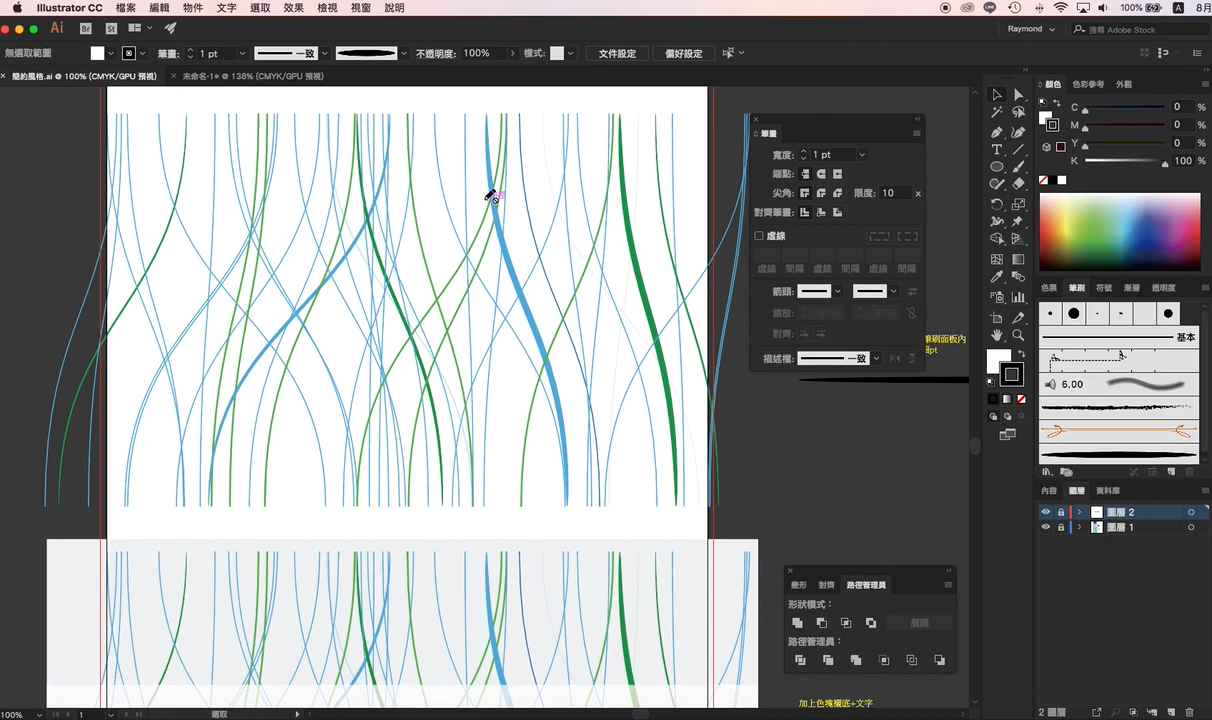 Illustrator CC 檔案 編輯 物件 文字 選取 效果 檢視 視窗 說明
100% A 8月
Ai Br St Raymond 搜尋 Adobe Stock
無選取範圍 筆畫: 1 pt 一致 不透明度: 100% 樣式: 文件設定 偏好設定
簡約風格.ai @ 100% (CMYK/GPU 預視) 未命名-1* @ 138% (CMYK/GPU 預視)
筆畫
寬度: 1 pt
端點:
尖角: 限度: 10 x
對齊筆畫:
虛線
虛線 間隔 虛線 間隔 虛線 間隔
箭頭:
縮放: 100% 100%
對齊:
描述檔: 一致
筆刷面板內
pt
變形 對齊 路徑管理員
形狀模式:
展開
路徑管理員:
加上色塊襯底+文字
顏色 色彩參考 外觀
C 0 %
M 0 %
Y 0 %
K 100 %
色票 筆刷 符號 漸層 透明度
基本
6.00
內容 圖層 資料庫
圖層 2
圖層 1
2 圖層
100% 1 選取